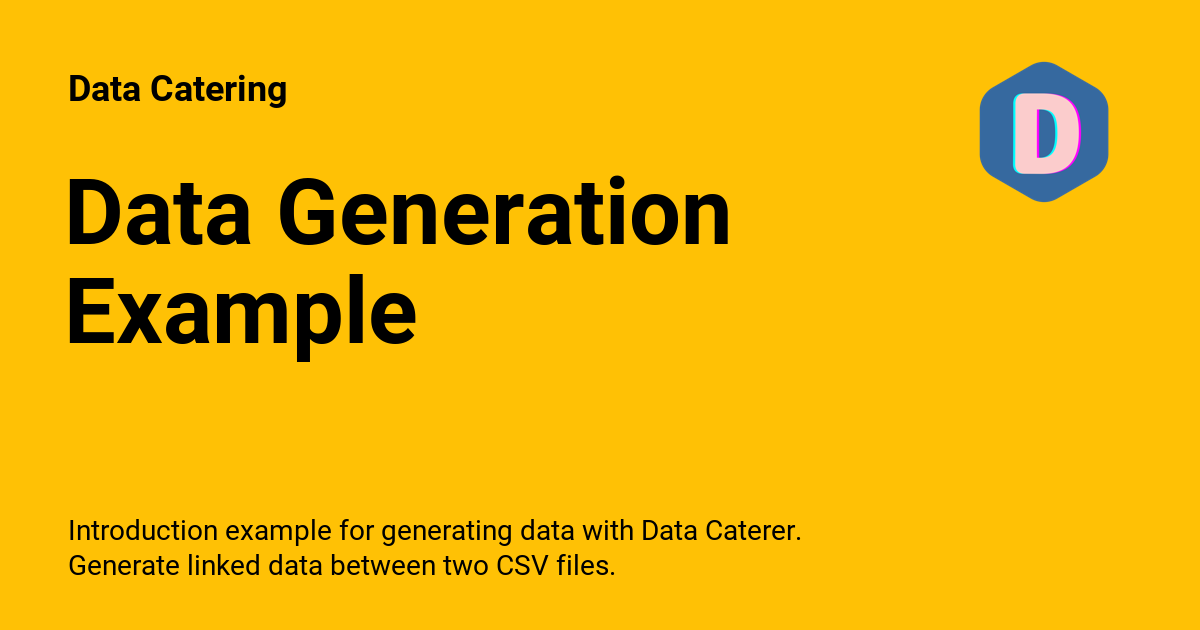 Data Catering
D
Data Generation
Example
Introduction example for generating data with Data Caterer.
Generate linked data between two CSV files.